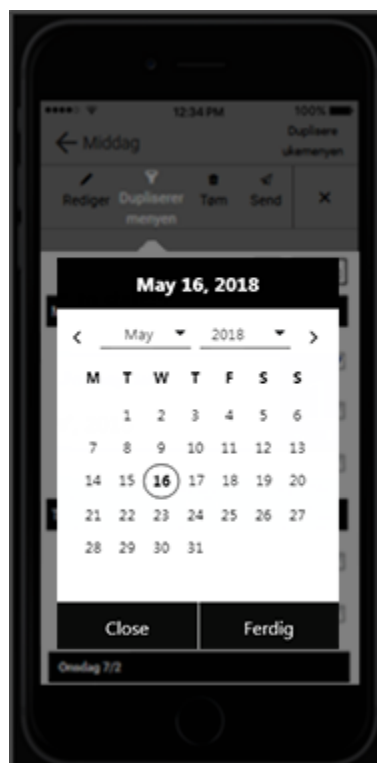 12:34 PM 100%
Middag
Duplisere
ukemenyen
Rediger Dupliserer Tøm Send
menyen
May 16, 2018
May 2018
M T W T F S S
1 2 3 4 5 6
7 8 9 10 11 12 13
14 15 16 17 18 19 20
21 22 23 24 25 26 27
28 29 30 31
Close Ferdig
Onsdag 7/2